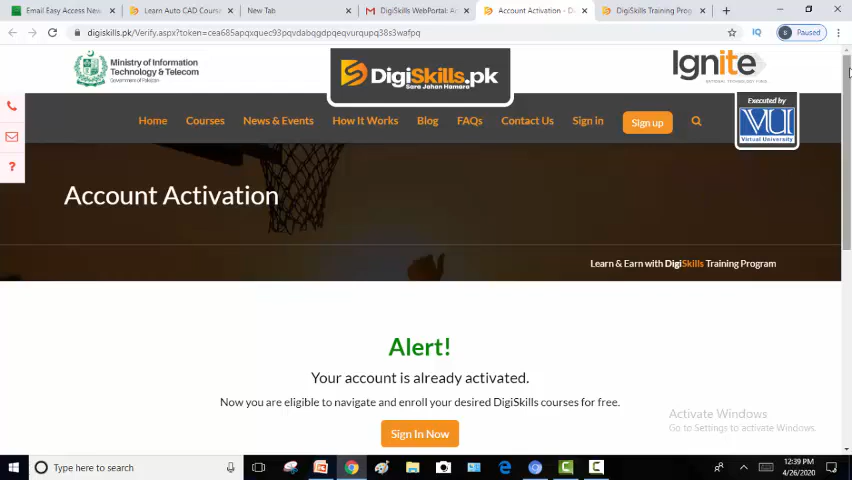 Email Easy Access New
Learn Auto CAD Course
New Tab
DigiSkills WebPortal: Ac
Account Activation - D
DigiSkills Training Prog
digiskills.pk/Verify.aspx?token=cea685apqxquec93pvdabqgdpqeqvurqupq38s3wafpq
Paused
Ministry of Information
Technology & Telecom
Government of Pakistan
DigiSkills.pk
Sara Jahan Hamara
Ignite
NATIONAL TECHNOLOGY FUND
Executed by
VU
Virtual University
Home
Courses
News & Events
How It Works
Blog
FAQs
Contact Us
Sign in
Sign up
Account Activation
Learn & Earn with DigiSkills Training Program
Alert!
Your account is already activated.
Now you are eligible to navigate and enroll your desired DigiSkills courses for free.
Sign In Now
Activate Windows
Go to Settings to activate Windows.
Type here to search
12:39 PM
4/26/2020